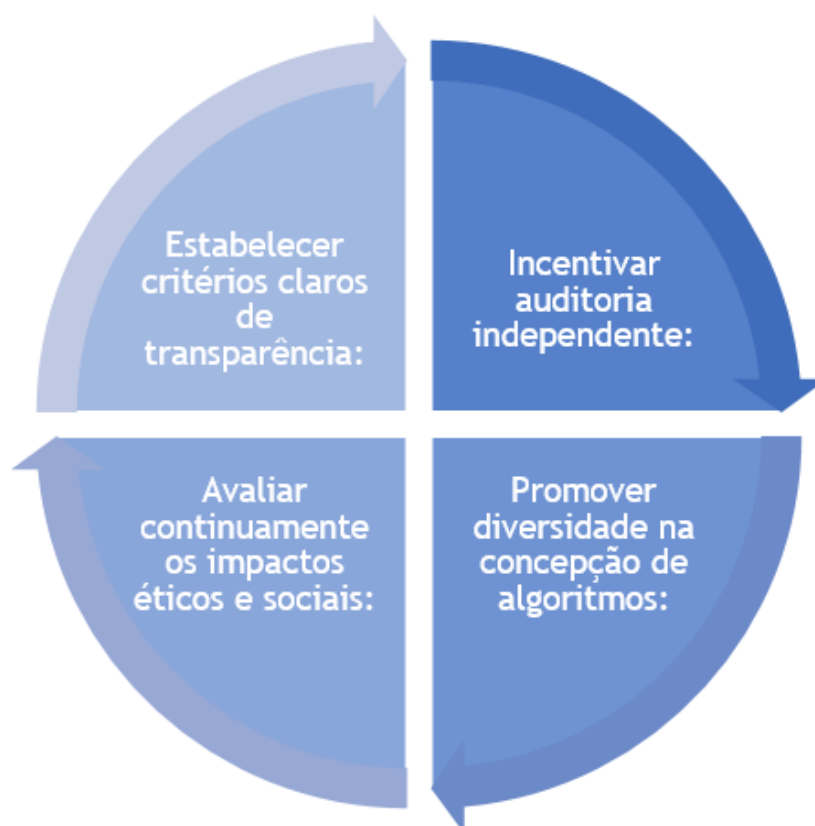 Estabelecer
critérios claros
de
transparência:
Incentivar
auditoria
independente:
Avaliar
continuamente
os impactos
éticos e sociais:
Promover
diversidade na
concepção de
algoritmos: